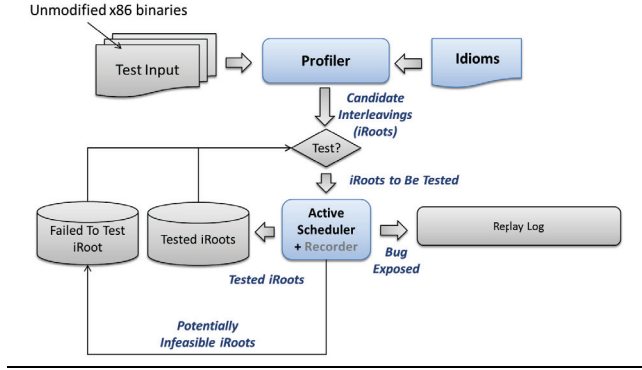 Unmodified x86 binaries
Test Input
Profiler
Idioms
Candidate
Interleavings
(iRoots)
Test?
iRoots to Be Tested
Failed To Test
iRoot
Tested iRoots
Active
Scheduler
+ Recorder
Replay Log
Bug
Exposed
Tested iRoots
Potentially
Infeasible iRoots